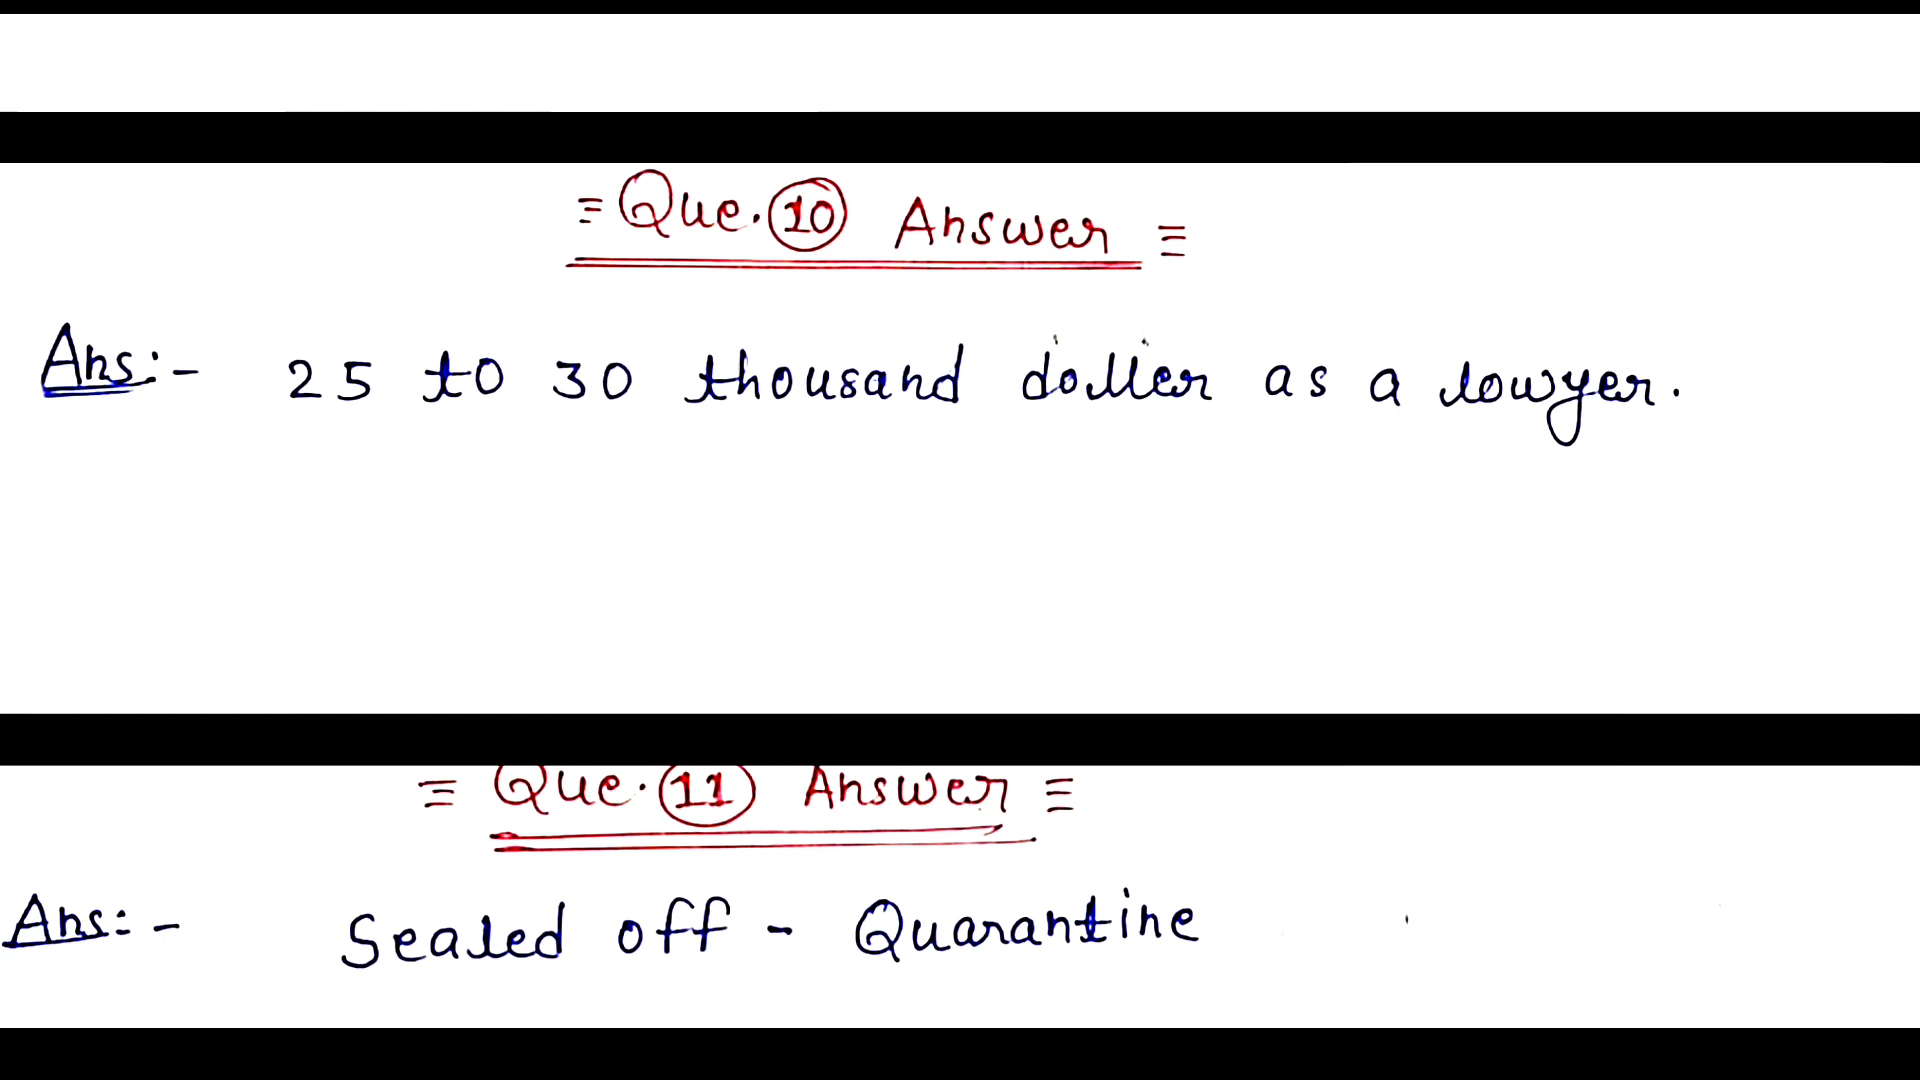 = Que. 10 Answer =
Ans:- 25 to 30 thousand doller as a lowyer.
= Que. 11 Answer =
Ans:- Sealed off - Quarantine